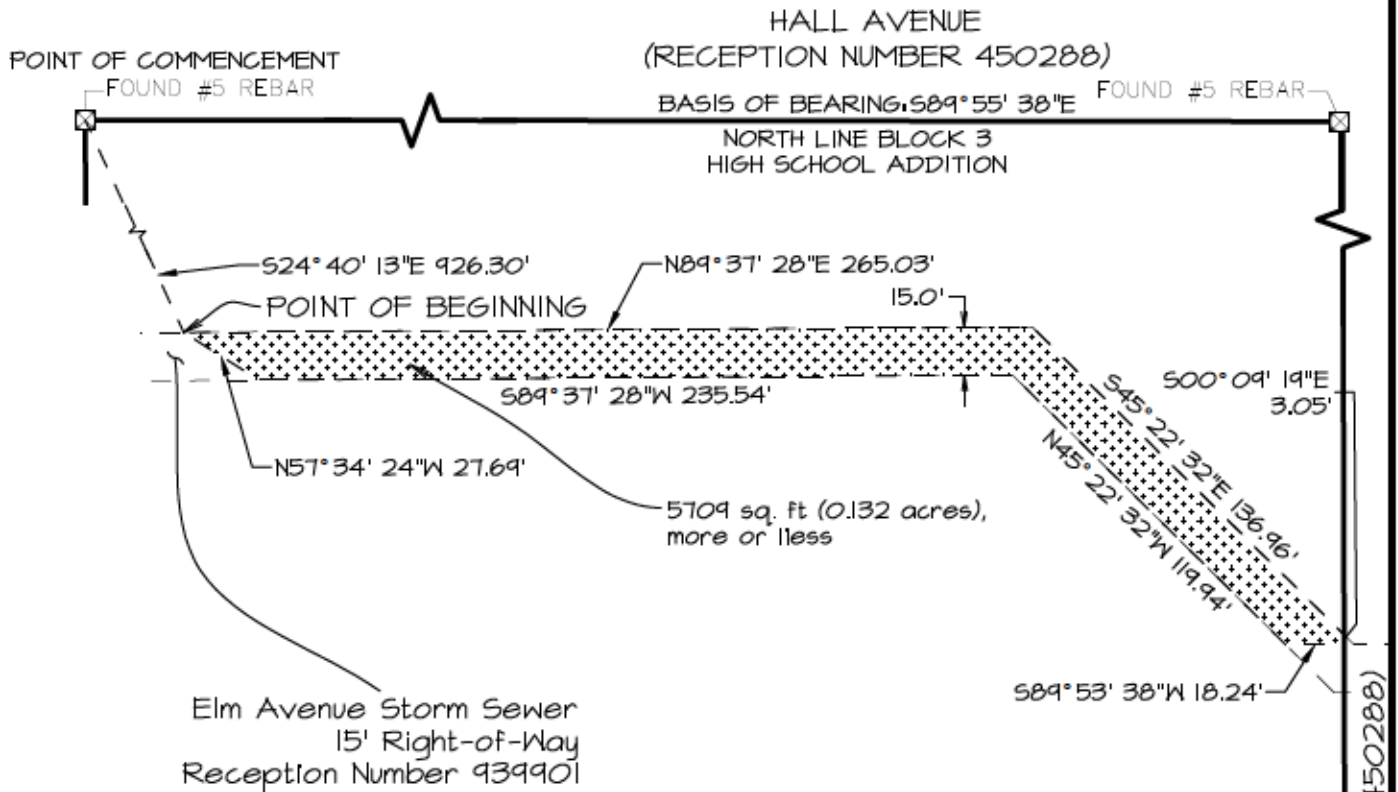 HALL AVENUE
(RECEPTION NUMBER 450288)
POINT OF COMMENCEMENT
FOUND #5 REBAR
BASIS OF BEARING:S89°55' 38"E
FOUND #5 REBAR
NORTH LINE BLOCK 3
HIGH SCHOOL ADDITION
S24°40' 13"E 926.30'
N89°37' 28"E 265.03'
POINT OF BEGINNING
15.0'
S00°09' 19"E
3.05'
S89°37' 28"W 235.54'
S45°22' 32"E 136.96'
N45°22' 32"W 119.94'
N57°34' 24"W 27.69'
5709 sq. ft (0.132 acres),
more or lless
S89°53' 38"W 18.24'
Elm Avenue Storm Sewer
15' Right-of-Way
Reception Number 939901
450288)